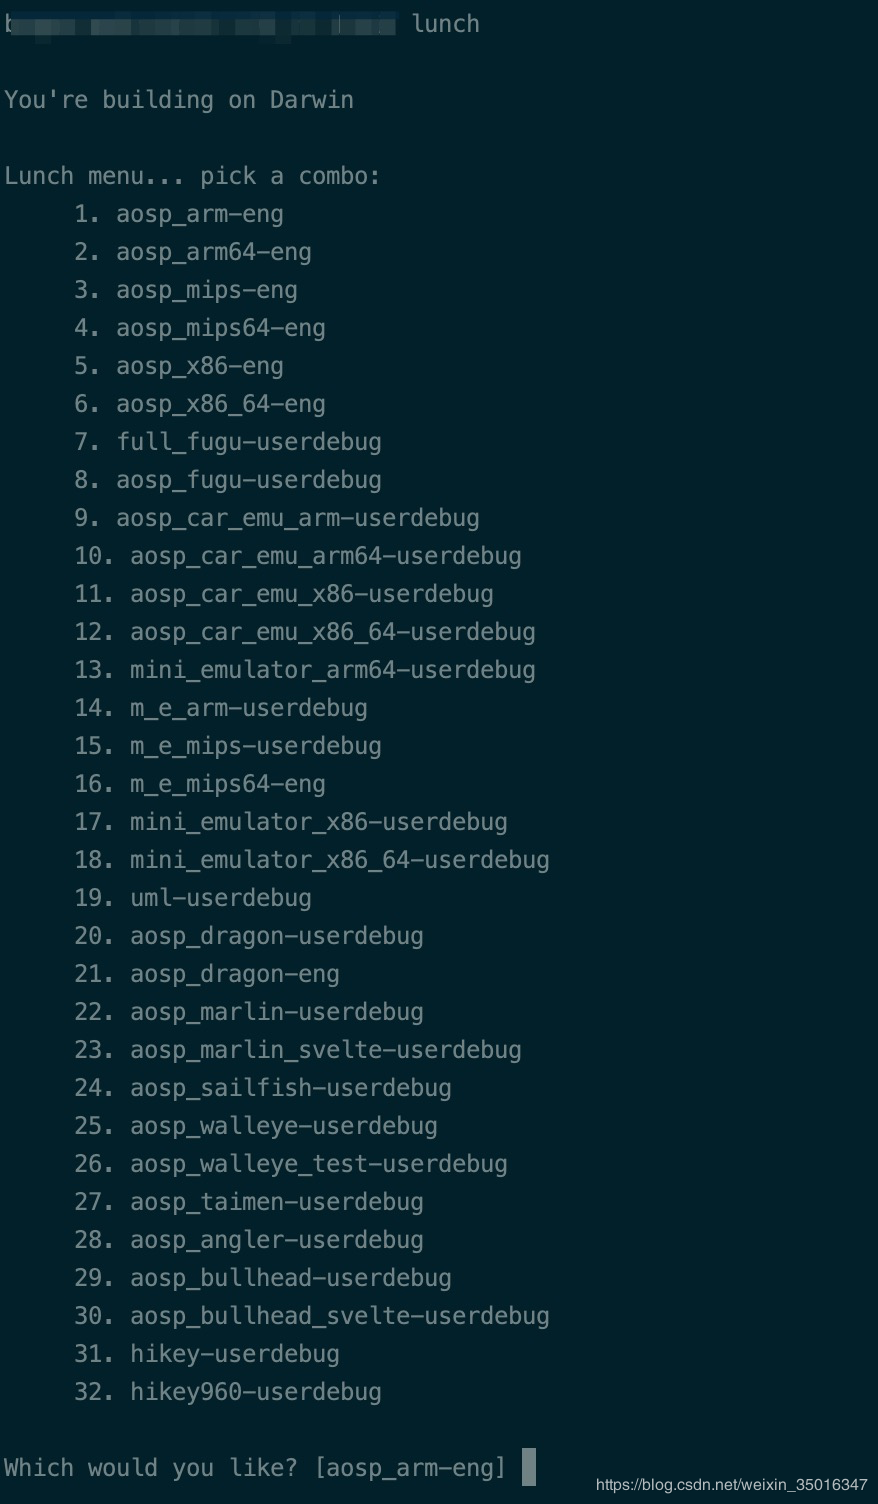 lunch
You're building on Darwin
Lunch menu... pick a combo:
1. aosp_arm-eng
2. aosp_arm64-eng
3. aosp_mips-eng
4. aosp_mips64-eng
5. aosp_x86-eng
6. aosp_x86_64-eng
7. full_fugu-userdebug
8. aosp_fugu-userdebug
9. aosp_car_emu_arm-userdebug
10. aosp_car_emu_arm64-userdebug
11. aosp_car_emu_x86-userdebug
12. aosp_car_emu_x86_64-userdebug
13. mini_emulator_arm64-userdebug
14. m_e_arm-userdebug
15. m_e_mips-userdebug
16. m_e_mips64-eng
17. mini_emulator_x86-userdebug
18. mini_emulator_x86_64-userdebug
19. uml-userdebug
20. aosp_dragon-userdebug
21. aosp_dragon-eng
22. aosp_marlin-userdebug
23. aosp_marlin_svelte-userdebug
24. aosp_sailfish-userdebug
25. aosp_walleye-userdebug
26. aosp_walleye_test-userdebug
27. aosp_taimen-userdebug
28. aosp_angler-userdebug
29. aosp_bullhead-userdebug
30. aosp_bullhead_svelte-userdebug
31. hikey-userdebug
32. hikey960-userdebug
Which would you like? [aosp_arm-eng]
https://blog.csdn.net/weixin_35016347